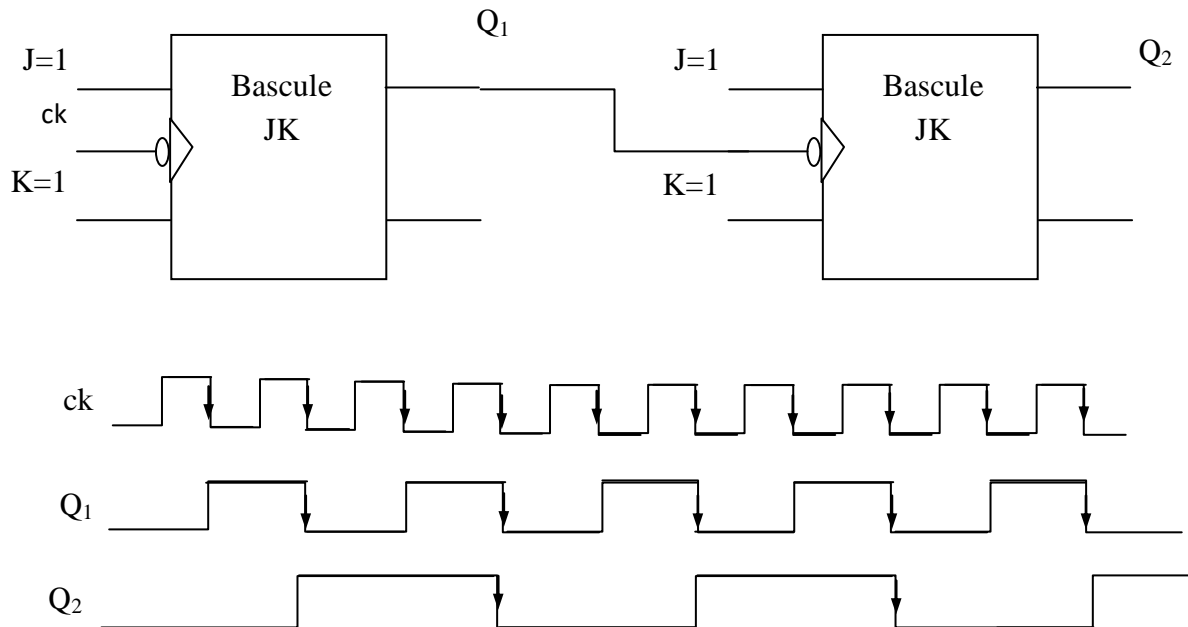 Q₁
J=1
Bascule
JK
ck
K=1
J=1
Bascule
JK
K=1
Q₂
ck
Q₁
Q₂